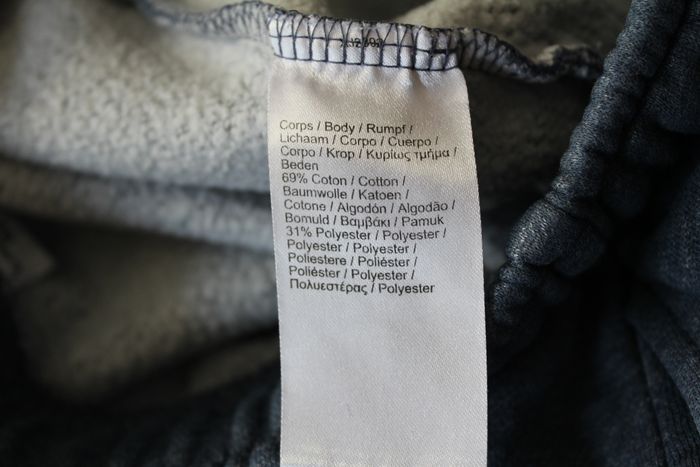 Corps / Body / Rumpf /
Lichaam / Corpo / Cuerpo /
Corpo / Krop / Κυρίως τμήμα /
Beden
69% Coton / Cotton /
Baumwolle / Katoen /
Cotone / Algodón / Algodão /
Bomuld / Βαμβάκι / Pamuk
31% Polyester / Polyester /
Polyester / Polyester /
Poliestere / Poliéster /
Poliéster / Polyester /
Πολυεστέρας / Polyester